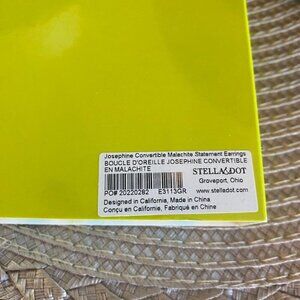 Josephine Convertible Malechite Statement Earrings
BOUCLE D'OREILLE JOSEPHINE CONVERTIBLE
EN MALACHITE
STELLA&DOT
Groveport, Ohio
PO# 20220282 E3113GR www.stelladot.com
Designed in California, Made in China
Conçu en Californie, Fabriqué en Chine